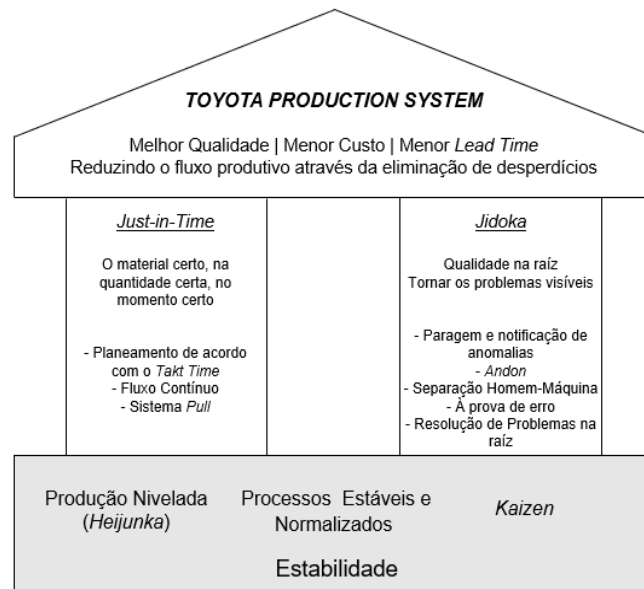 TOYOTA PRODUCTION SYSTEM
Melhor Qualidade | Menor Custo | Menor Lead Time
Reduzindo o fluxo produtivo através da eliminação de desperdícios
Just-in-Time
O material certo, na
quantidade certa, no
momento certo
- Planeamento de acordo
com o Takt Time
- Fluxo Contínuo
- Sistema Pull
Jidoka
Qualidade na raíz
Tornar os problemas visíveis
- Paragem e notificação de
anomalias
- Andon
- Separação Homem-Máquina
- À prova de erro
- Resolução de Problemas na
raíz
Produção Nivelada
(Heijunka)
Processos Estáveis e
Normalizados
Kaizen
Estabilidade